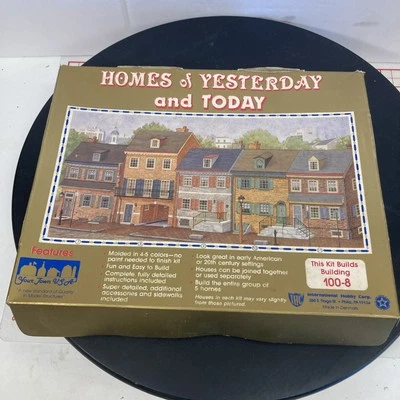 HOMES of YESTERDAY
and TODAY
Features
Your Town U.S.A.
Molded in 4-5 colors—no
paint needed to finish kit
Fun and Easy to Build
Complete, fully detailed
instructions included
Super detailed, additional
accessories and sidewalks
included
Look great in early American
or 20th century settings
Houses can be joined together
or used separately
Build the entire group of
5 homes
Houses in each kit may vary slightly
from those pictured.
This Kit Builds
Building
100-8
IHC
International Hobby Corp.